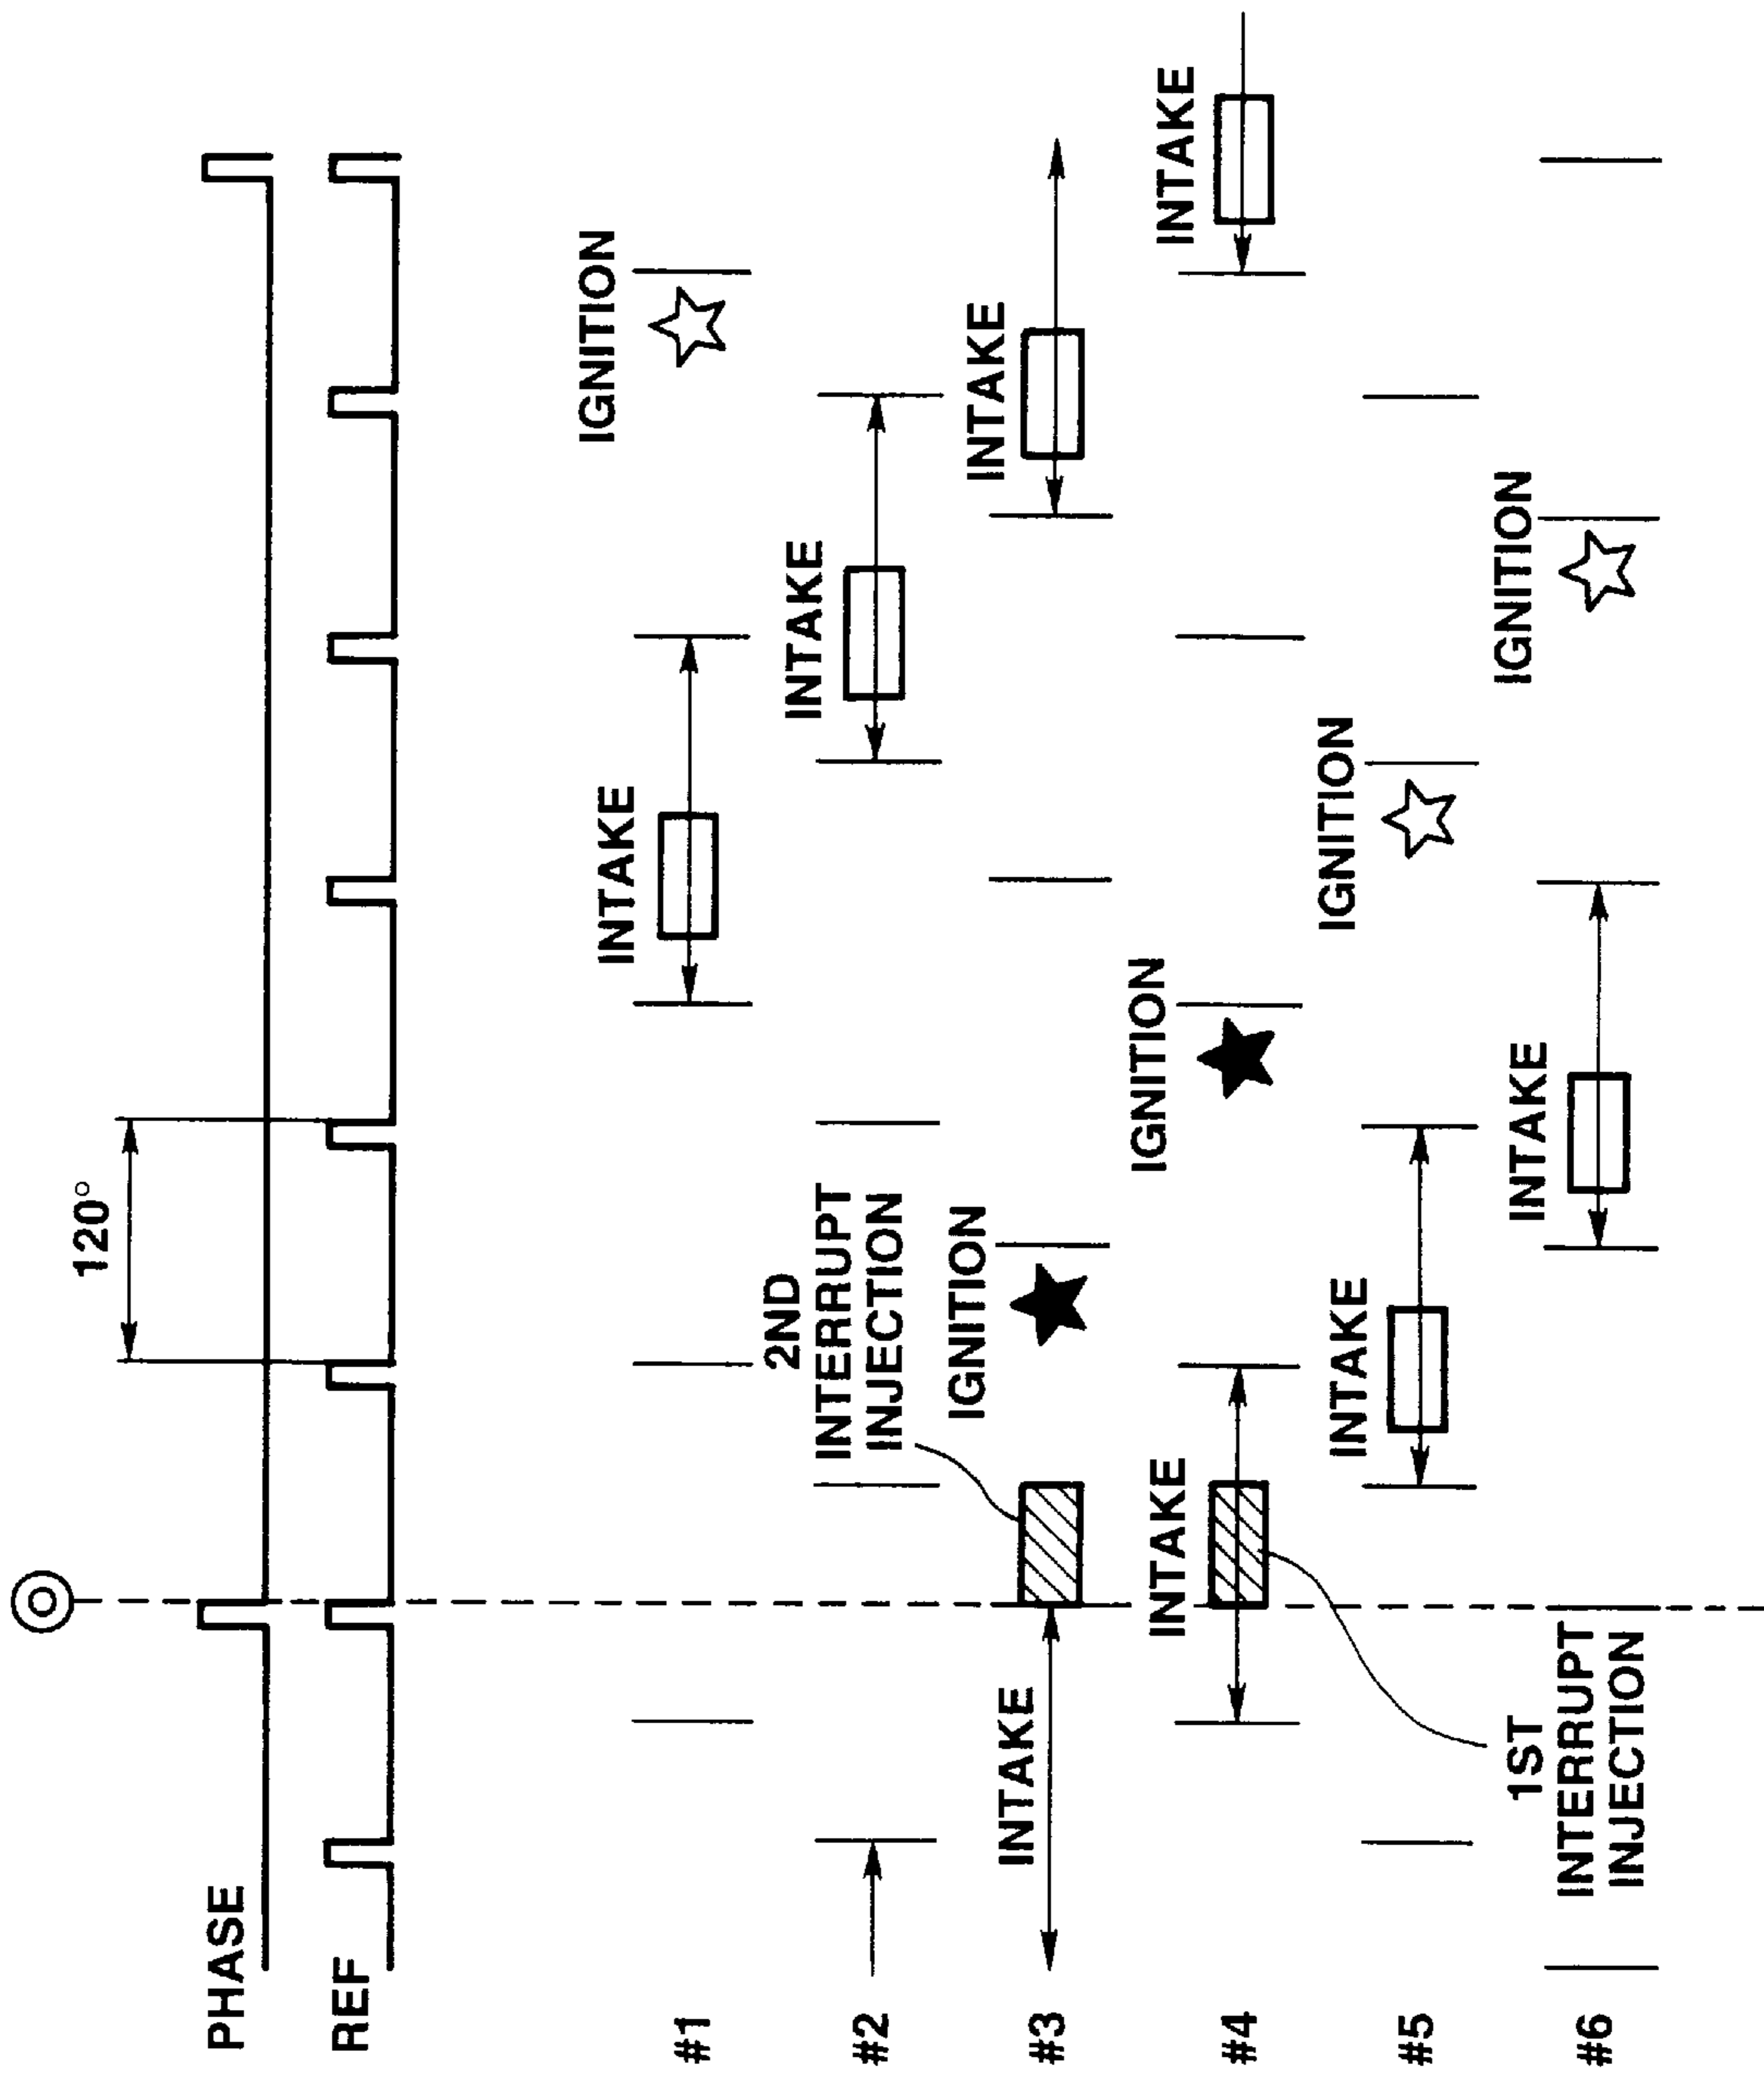 120°
PHASE
REF
#1
INTAKE
IGNITION
#2
2ND
INTERRUPT
INJECTION
INTAKE
#3
INTAKE
IGNITION
INTAKE
#4
INTAKE
IGNITION
INTAKE
#5
INTAKE
IGNITION
1ST
INTERRUPT
INJECTION
#6
INTAKE
IGNITION